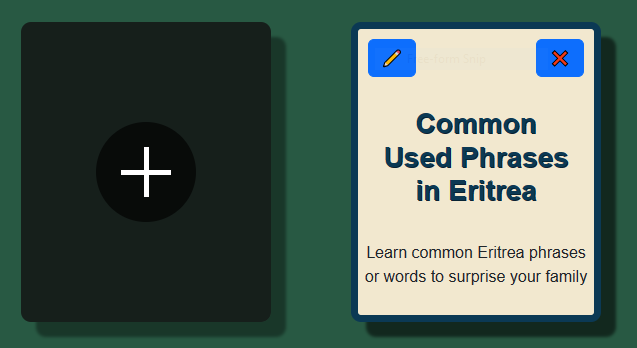 Common
Used Phrases
in Eritrea
Learn common Eritrea phrases
or words to surprise your family